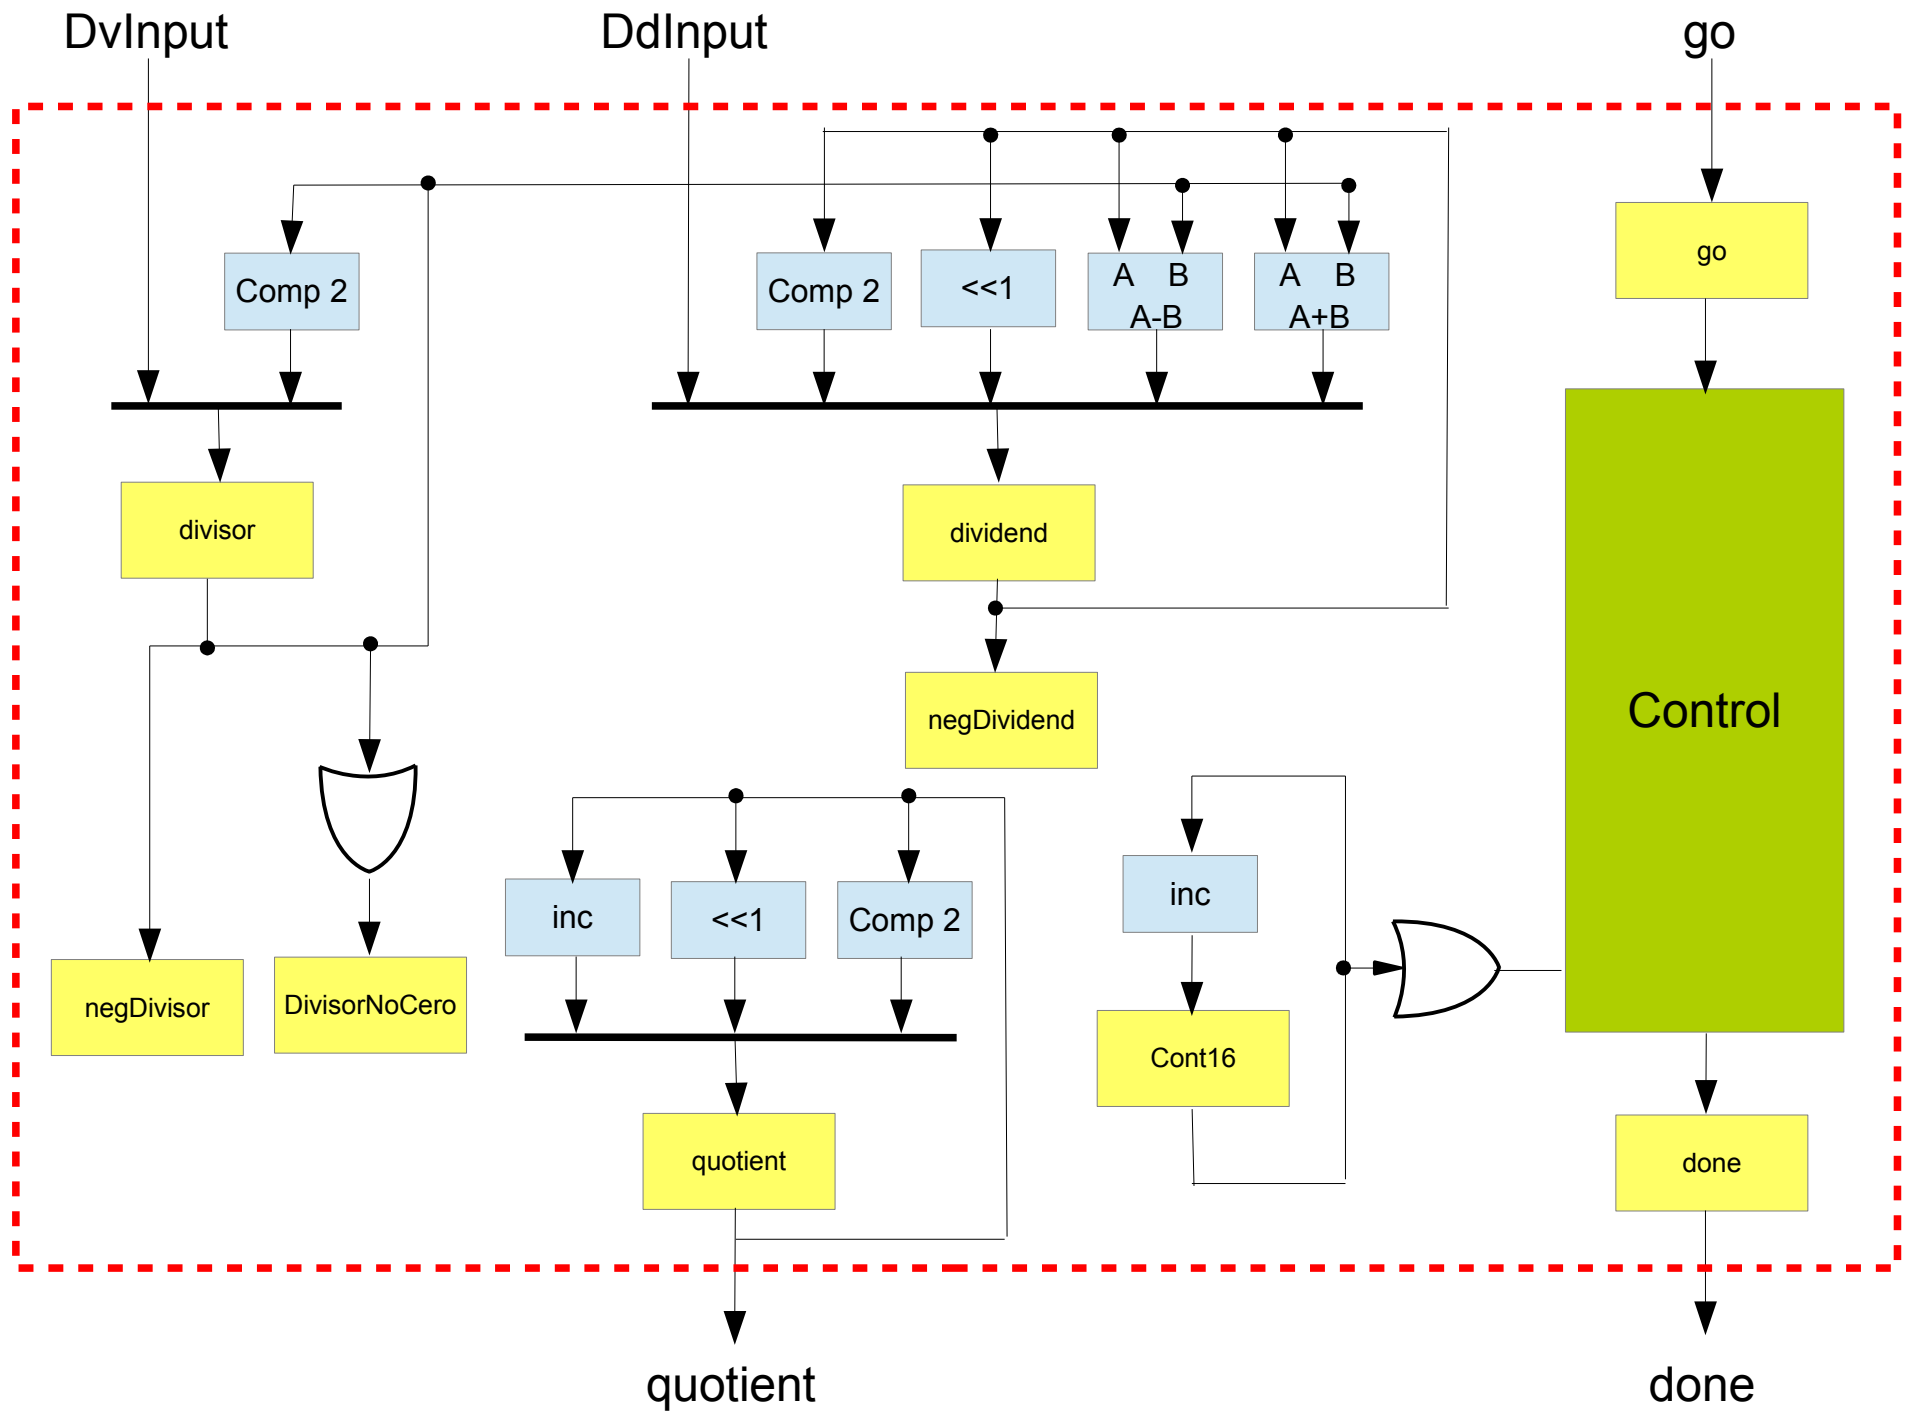 DvInput
DdInput
go
go
Comp 2
Comp 2
<<1
A B
A-B
A B
A+B
divisor
dividend
negDividend
Control
inc
<<1
Comp 2
inc
negDivisor
DivisorNoCero
Cont16
quotient
done
quotient
done